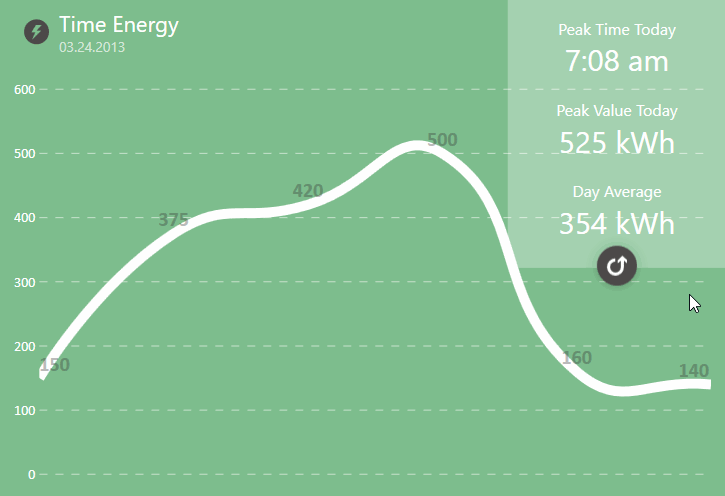 Time Energy
03.24.2013
Peak Time Today
7:08 am
Peak Value Today
525 kWh
Day Average
354 kWh
600
500
400
300
200
100
0
150
375
420
500
160
140